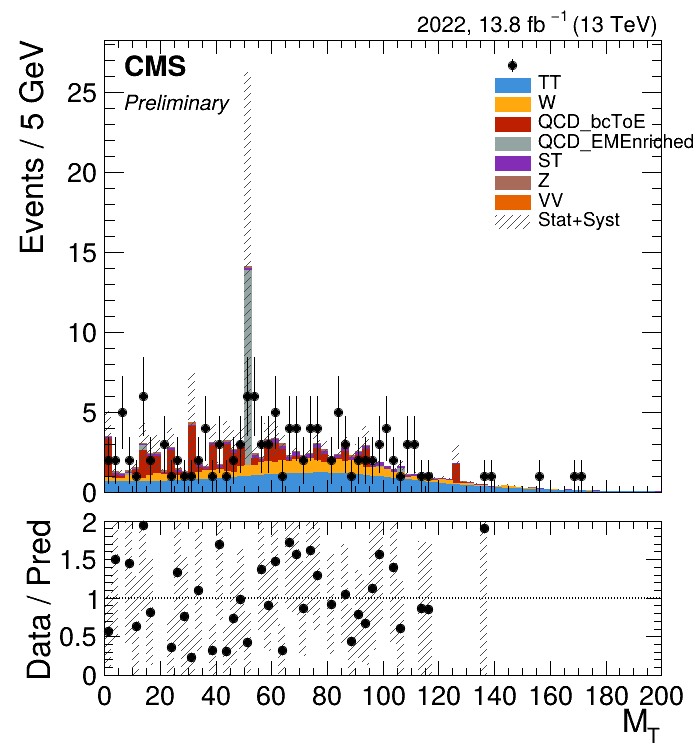 2022, 13.8 fb⁻¹ (13 TeV)
CMS
Preliminary
TT
W
QCD_bcToE
QCD_EMEnriched
ST
Z
VV
Stat+Syst
Events / 5 GeV
25
20
15
10
5
0
Data / Pred
2
1.5
1
0.5
0
0 20 40 60 80 100 120 140 160 180 200
M_T